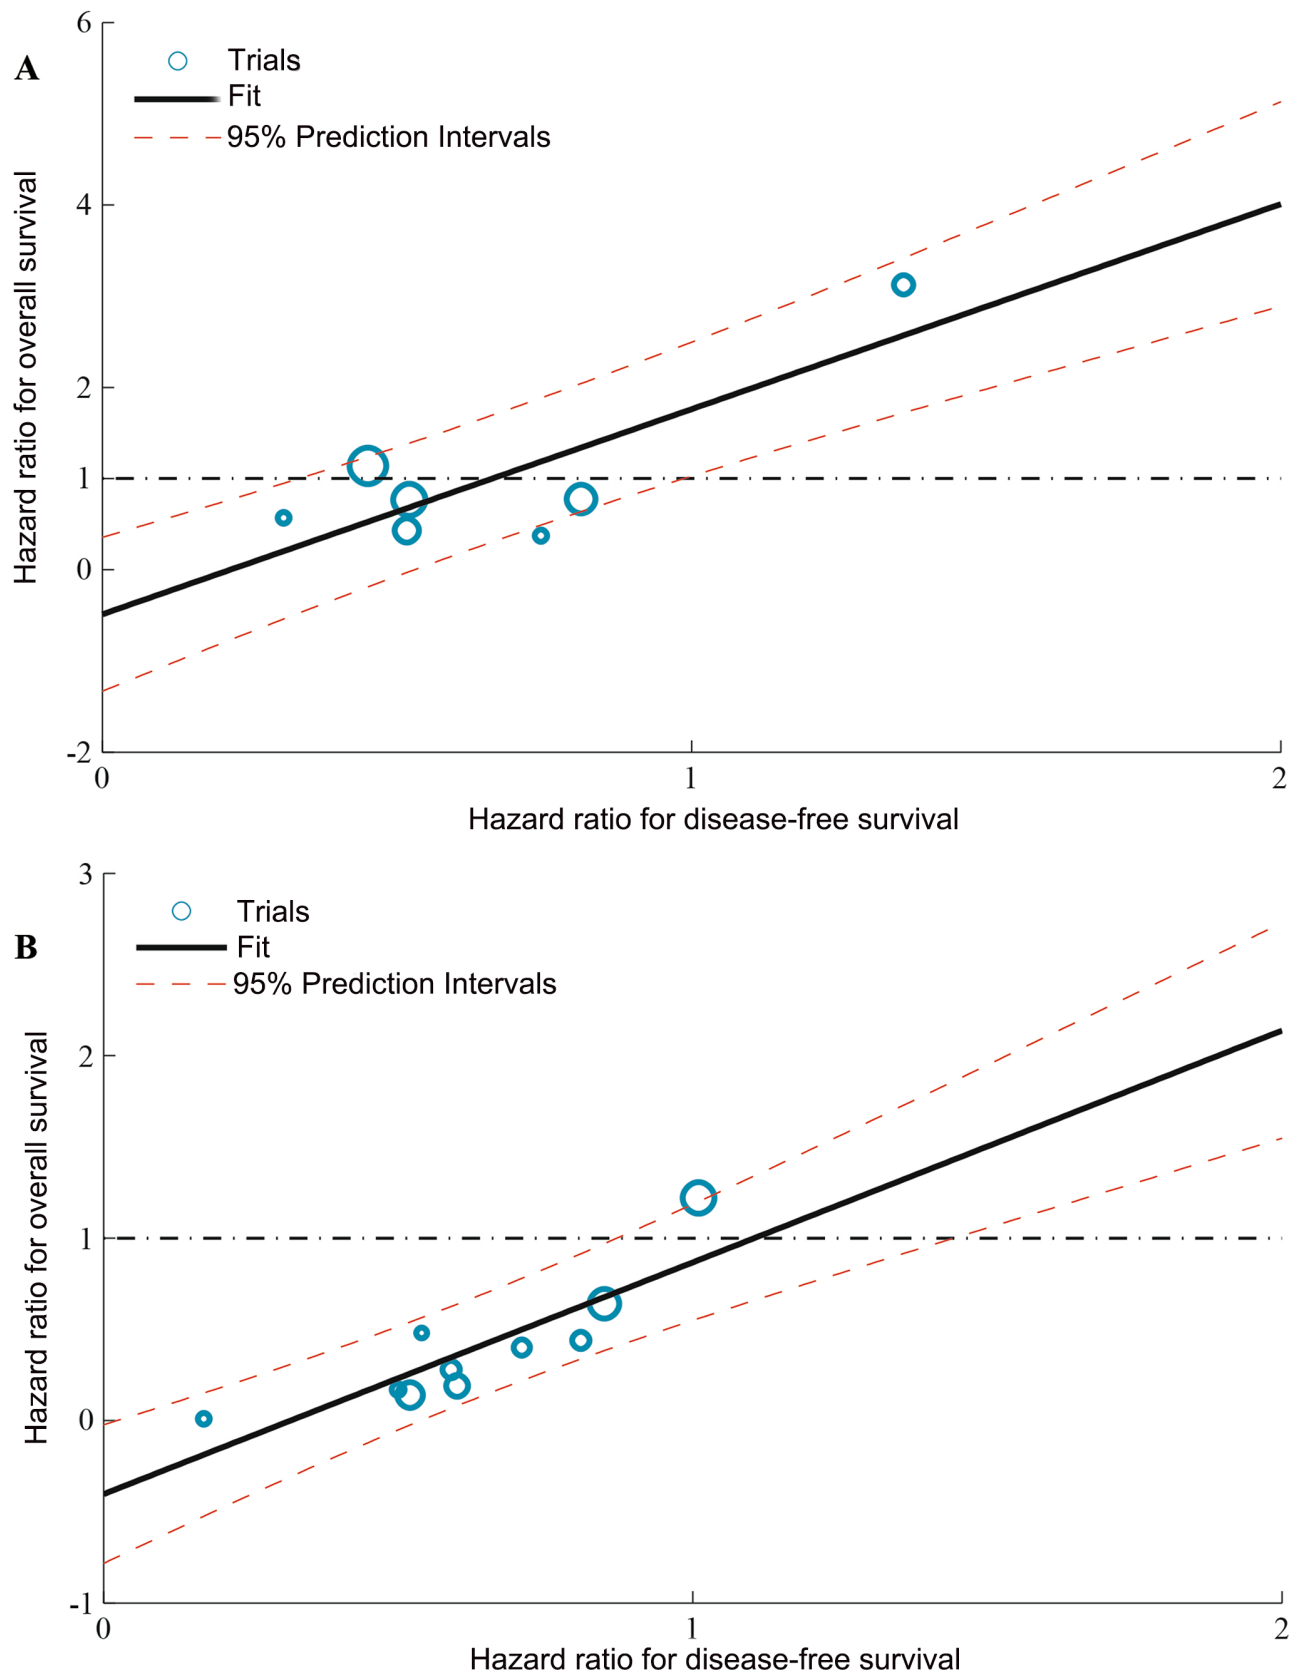 A
Trials
Fit
95% Prediction Intervals
Hazard ratio for overall survival
6
4
2
1
0
-2
0
1
2
Hazard ratio for disease-free survival
B
Trials
Fit
95% Prediction Intervals
Hazard ratio for overall survival
3
2
1
0
-1
0
1
2
Hazard ratio for disease-free survival